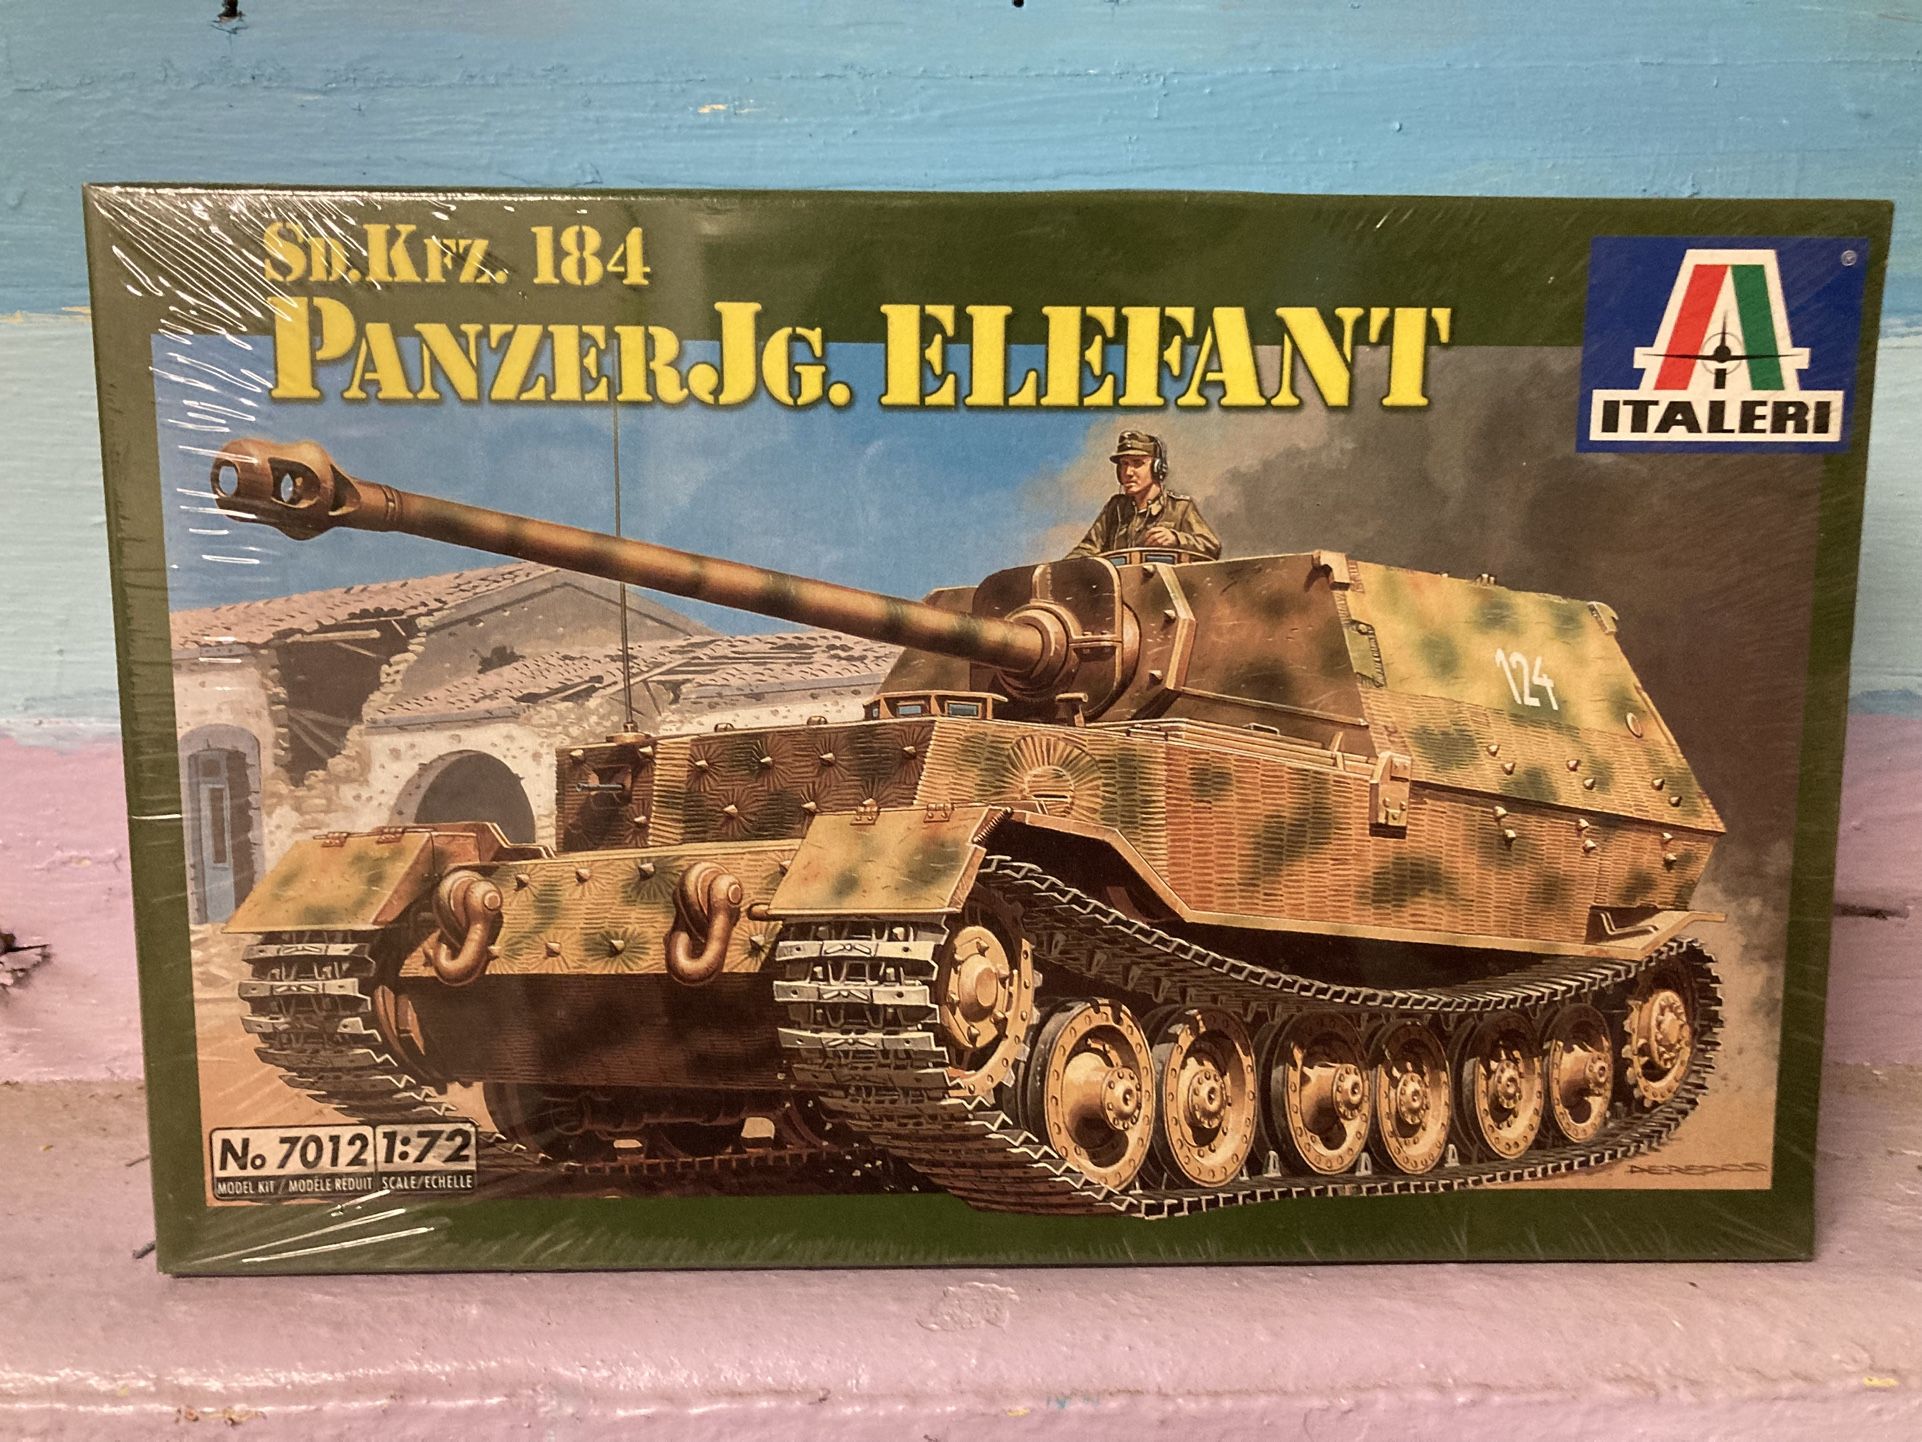 SD.KFZ. 184
PANZERJG. ELEFANT
ITALERI
®
124
No 7012
MODEL KIT / MODÈLE REDUIT
1:72
SCALE/ECHELLE